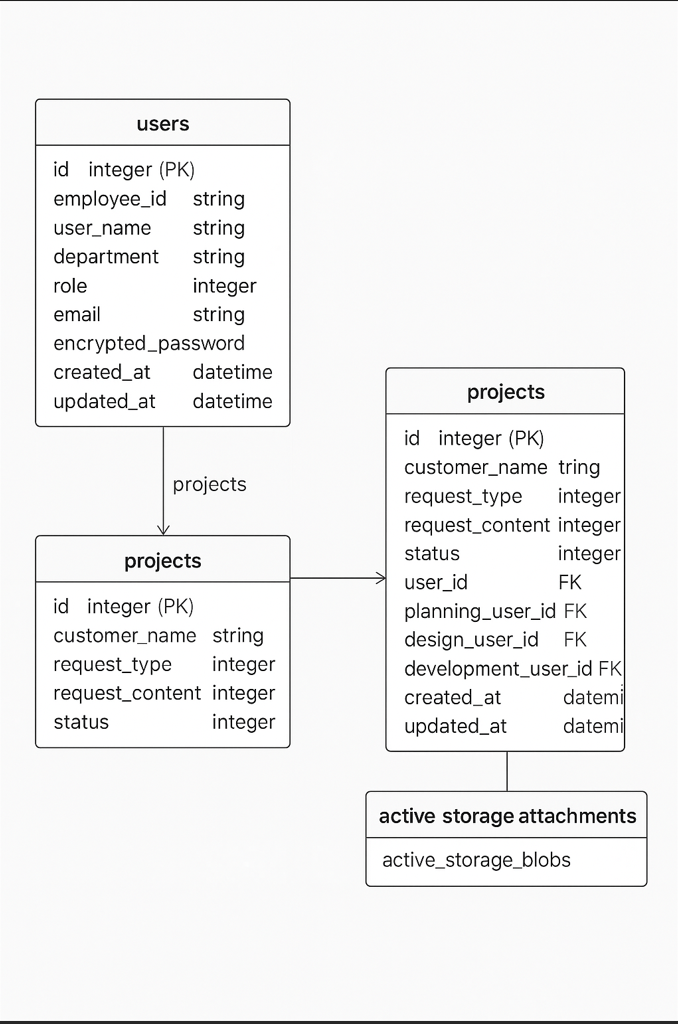 users
id integer (PK)
employee_id string
user_name string
department string
role integer
email string
encrypted_password
created_at datetime
updated_at datetime
projects
projects
id integer (PK)
customer_name string
request_type integer
request_content integer
status integer
projects
id integer (PK)
customer_name tring
request_type integer
request_content integer
status integer
user_id FK
planning_user_id FK
design_user_id FK
development_user_id FK
created_at datemi
updated_at datemi
active storage attachments
active_storage_blobs